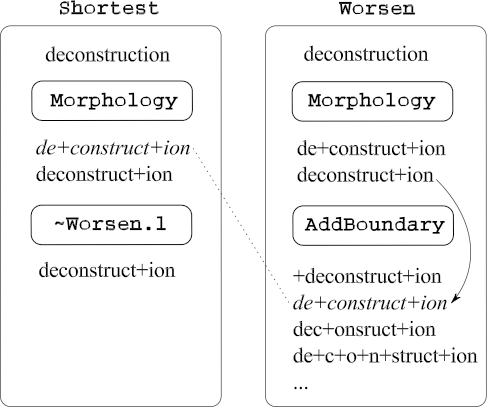 Shortest
deconstruction
Morphology
de+construct+ion
deconstruct+ion
~Worsen.l
deconstruct+ion
Worsen
deconstruction
Morphology
de+construct+ion
deconstruct+ion
AddBoundary
+deconstruct+ion
de+construct+ion
dec+onsruct+ion
de+c+o+n+struct+ion
...